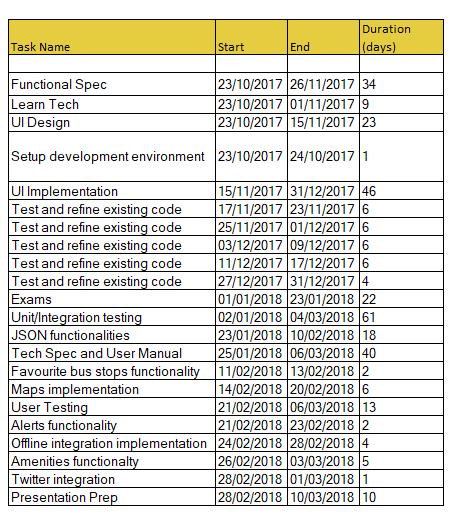 Task Name Start End Duration (days)
Functional Spec 23/10/2017 26/11/2017 34
Learn Tech 23/10/2017 01/11/2017 9
UI Design 23/10/2017 15/11/2017 23
Setup development environment 23/10/2017 24/10/2017 1
UI Implementation 15/11/2017 31/12/2017 46
Test and refine existing code 17/11/2017 23/11/2017 6
Test and refine existing code 25/11/2017 01/12/2017 6
Test and refine existing code 03/12/2017 09/12/2017 6
Test and refine existing code 11/12/2017 17/12/2017 6
Test and refine existing code 27/12/2017 31/12/2017 4
Exams 01/01/2018 23/01/2018 22
Unit/Integration testing 02/01/2018 04/03/2018 61
JSON functionalities 23/01/2018 10/02/2018 18
Tech Spec and User Manual 25/01/2018 06/03/2018 40
Favourite bus stops functionality 11/02/2018 13/02/2018 2
Maps implementation 14/02/2018 20/02/2018 6
User Testing 21/02/2018 06/03/2018 13
Alerts functionality 21/02/2018 23/02/2018 2
Offline integration implementation 24/02/2018 28/02/2018 4
Amenities functionalty 26/02/2018 03/03/2018 5
Twitter integration 28/02/2018 01/03/2018 1
Presentation Prep 28/02/2018 10/03/2018 10